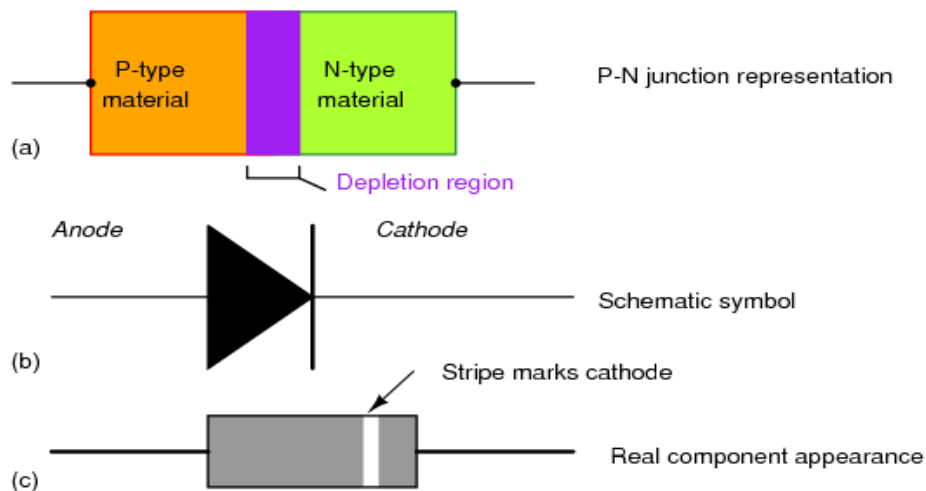 P-type
material
N-type
material
P-N junction representation
(a)
Depletion region
Anode
Cathode
Schematic symbol
(b)
Stripe marks cathode
Real component appearance
(c)